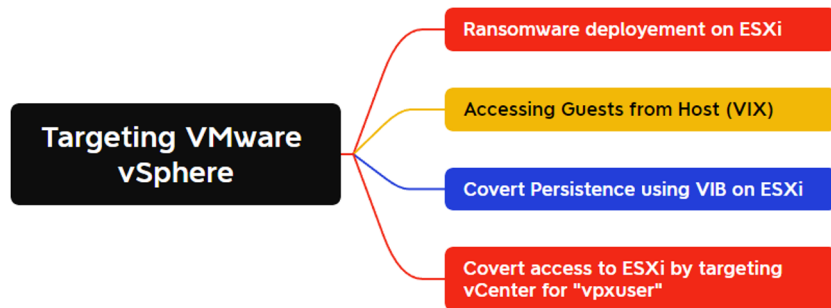 Targeting VMware
vSphere
Ransomware deployement on ESXi
Accessing Guests from Host (VIX)
Covert Persistence using VIB on ESXi
Covert access to ESXi by targeting
vCenter for "vpxuser"